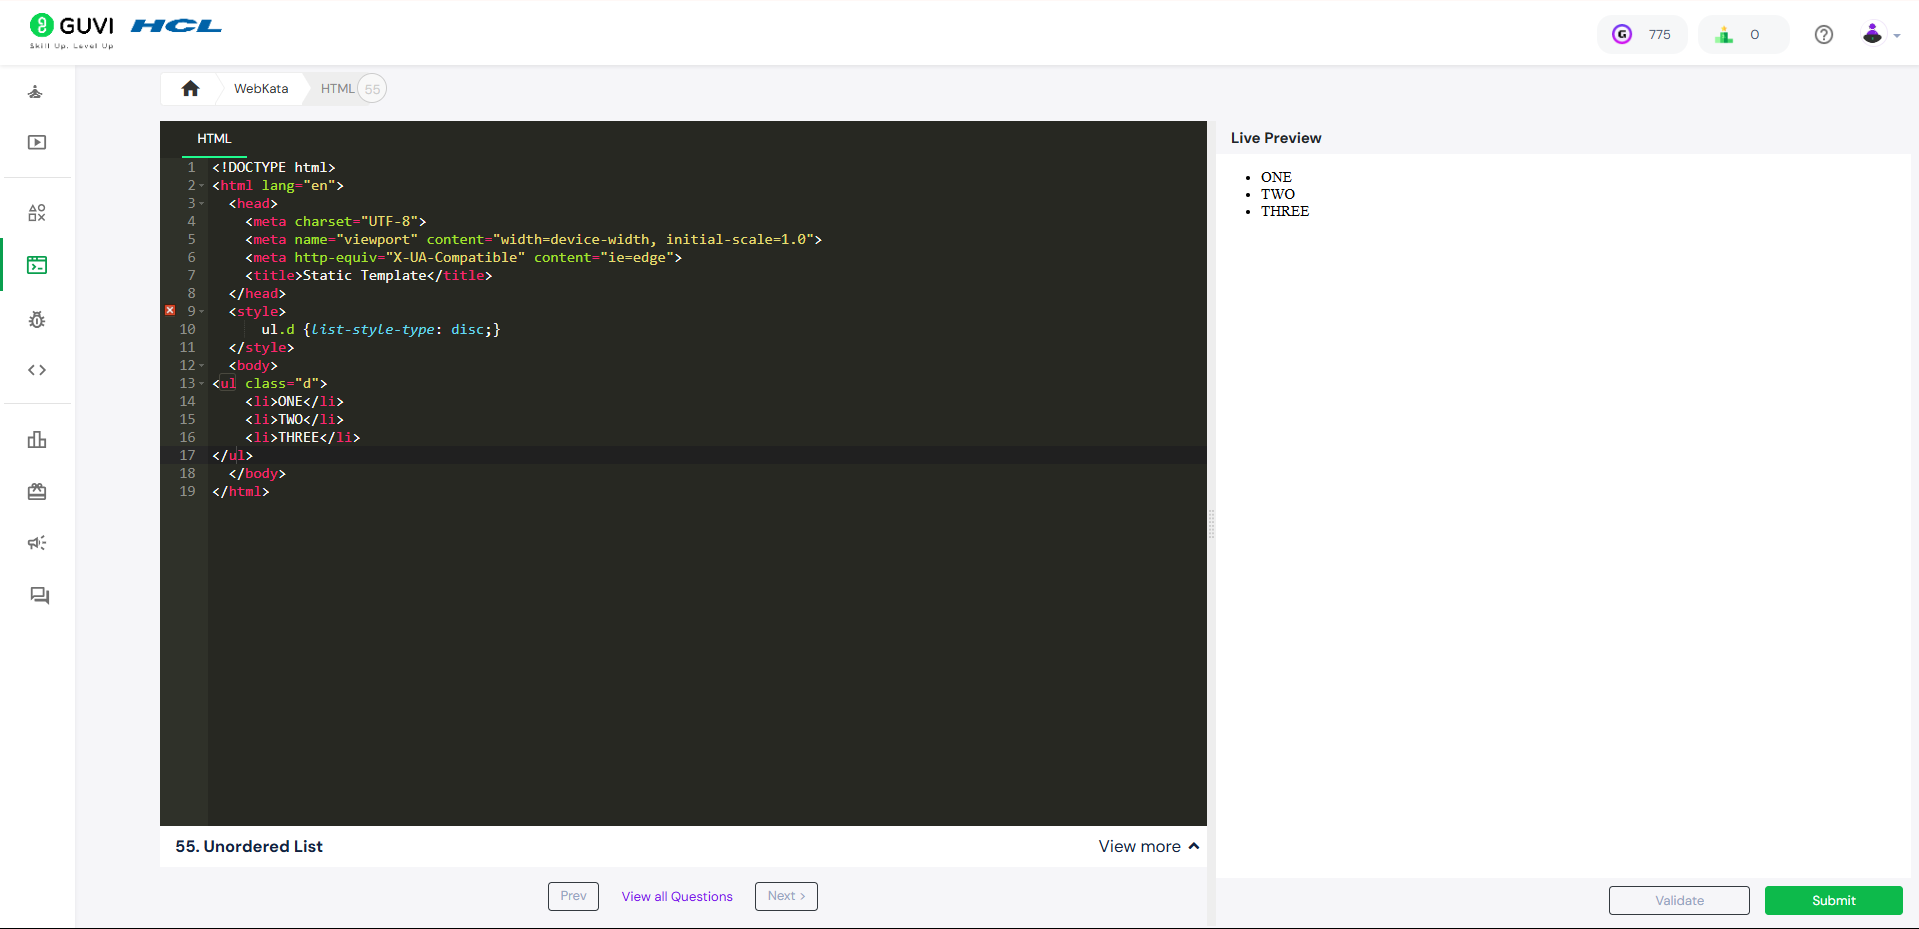 GUVI HCL
Skill Up. Level Up
G 775
0
WebKata
HTML 55
HTML
1 <!DOCTYPE html>
2 <html lang="en">
3 <head>
4 <meta charset="UTF-8">
5 <meta name="viewport" content="width=device-width, initial-scale=1.0">
6 <meta http-equiv="X-UA-Compatible" content="ie=edge">
7 <title>Static Template</title>
8 </head>
9 <style>
10 ul.d {list-style-type: disc;}
11 </style>
12 <body>
13 <ul class="d">
14 <li>ONE</li>
15 <li>TWO</li>
16 <li>THREE</li>
17 </ul>
18 </body>
19 </html>
55. Unordered List
View more
Prev
View all Questions
Next >
Live Preview
• ONE
• TWO
• THREE
Validate
Submit